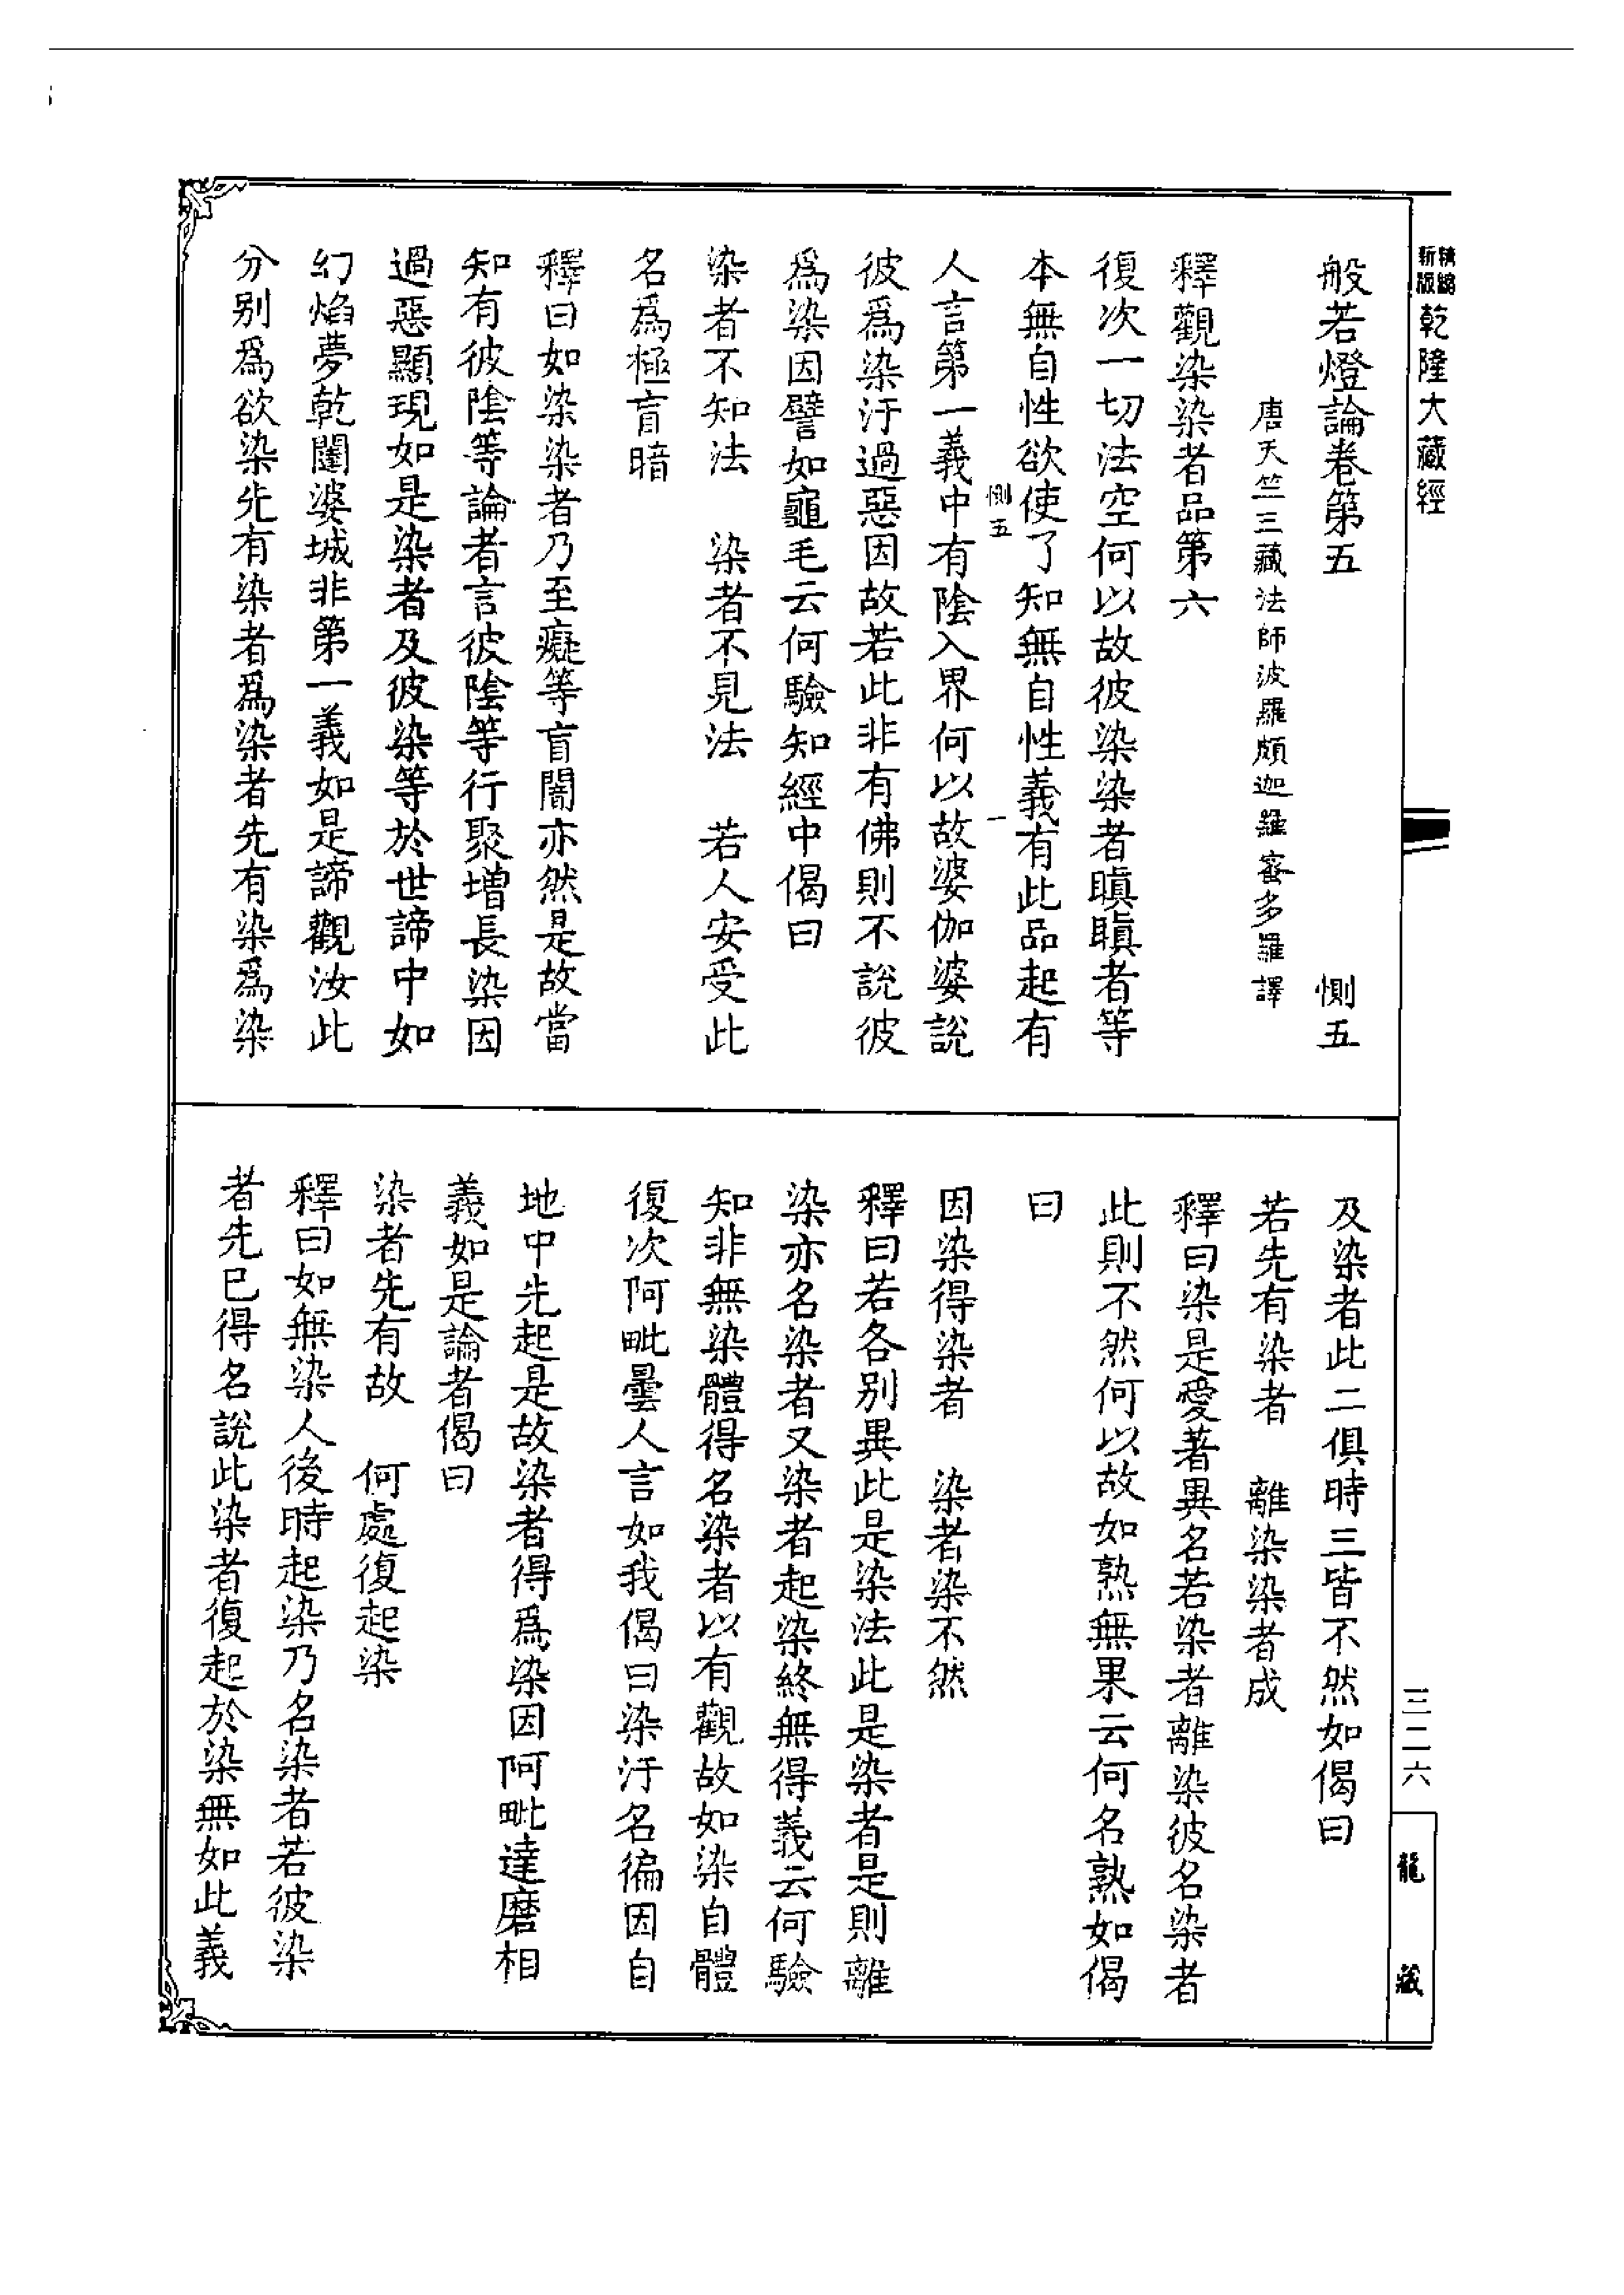 精編
新版
乾隆大藏經
般若燈論卷第五 惻五
唐天竺三藏法師波羅頗迦羅蜜多羅譯
釋觀染染者品第六
復次一切法空何以故彼染染者瞋瞋者等
本無自性欲使了知無自性義有此品起有
惻五 一
人言第一義中有陰入界何以故婆伽婆說
彼爲染汙過惡因故若此非有佛則不說彼
爲染因譬如龜毛云何驗知經中偈曰
染者不知法 染者不見法 若人安受此
名爲極盲暗
釋曰如染染者乃至癡等盲闇亦然是故當
知有彼陰等論者言彼陰等行聚增長染因
過惡顯現如是染者及彼染等於世諦中如
幻焰夢乾闥婆城非第一義如是諦觀汝此
分別爲欲染先有染者爲染者先有染爲染
及染者此二俱時三皆不然如偈曰
若先有染者 離染染者成
釋曰染是愛著異名若染者離染彼名染者
此則不然何以故如熟無果云何名熟如偈
曰
因染得染者 染者染不然
釋曰若各別異此是染法此是染者是則離
染亦名染者又染者起染終無得義云何驗
知非無染體得名染者以有觀故如染自體
復次阿毗曇人言如我偈曰染汙名徧因自
地中先起是故染者得爲染因阿毗達磨相
義如是論者偈曰
染者先有故 何處復起染
釋曰如無染人後時起染乃名染者若彼染
者先已得名說此染者復起於染無如此義
三二六
龍藏